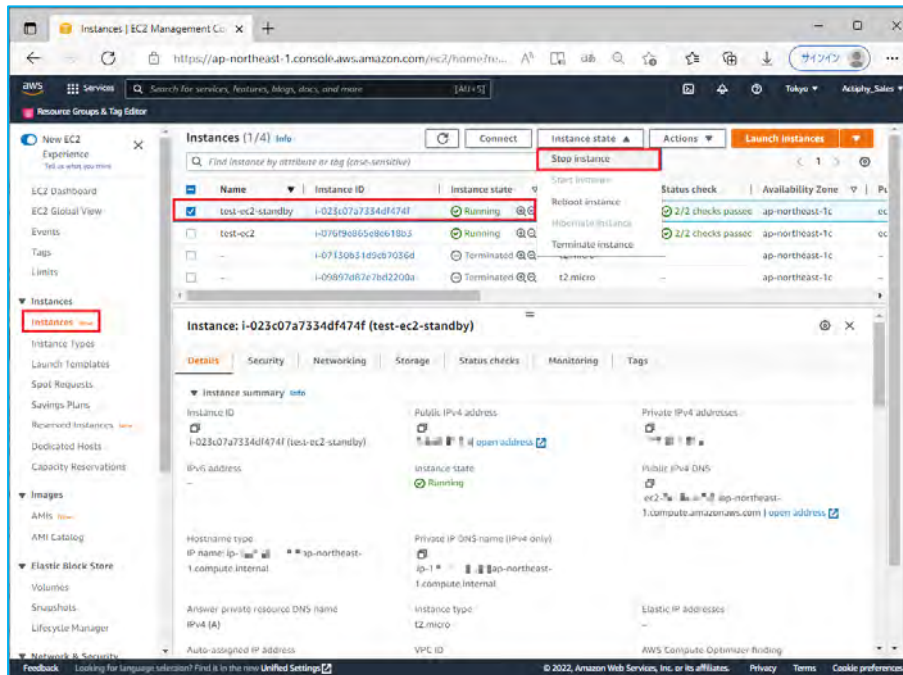 Instances | EC2 Management Co
https://ap-northeast-1.console.aws.amazon.com/ec2/home?re...
サインイン
aws Services Search for services, features, blogs, docs, and more [Alt+S] Tokyo Actiphy_Sales
Resource Groups & Tag Editor
New EC2
Experience
Tell us what you think
EC2 Dashboard
EC2 Global View
Events
Tags
Limits
Instances
Instances New
Instance Types
Launch Templates
Spot Requests
Savings Plans
Reserved Instances New
Dedicated Hosts
Capacity Reservations
Images
AMIs New
AMI Catalog
Elastic Block Store
Volumes
Snapshots
Lifecycle Manager
Network & Security
Instances (1/4) Info Connect Instance state Actions Launch instances
Find instance by attribute or tag (case-sensitive) 1
Stop instance
Start instance
Reboot instance
Hibernate instance
Terminate instance
Name Instance ID Instance state Status check Availability Zone Pu
test-ec2-standby i-023c07a7334df474f Running 2/2 checks passec ap-northeast-1c ec
test-ec2 Running 2/2 checks passec ap-northeast-1c ec
– Terminated ap-northeast-1c –
– Terminated t2.micro – ap-northeast-1c –
Instance: i-023c07a7334df474f (test-ec2-standby)
Details Security Networking Storage Status checks Monitoring Tags
Instance summary Info
Instance ID
i-023c07a7334df474f (test-ec2-standby)
Public IPv4 address
open address
Private IPv4 addresses
IPv6 address
–
Instance state
Running
Public IPv4 DNS
ec2- ap-northeast-
1.compute.amazonaws.com | open address
Hostname type
IP name: ip- ap-northeast-
1.compute.internal
Private IP DNS name (IPv4 only)
ip-1 ap-northeast-
1.compute.internal
Answer private resource DNS name
IPv4 (A)
Instance type
t2.micro
Elastic IP addresses
–
Auto-assigned IP address VPC ID AWS Compute Optimizer finding
Feedback Looking for language selection? Find it in the new Unified Settings © 2022, Amazon Web Services, Inc. or its affiliates. Privacy Terms Cookie preferences